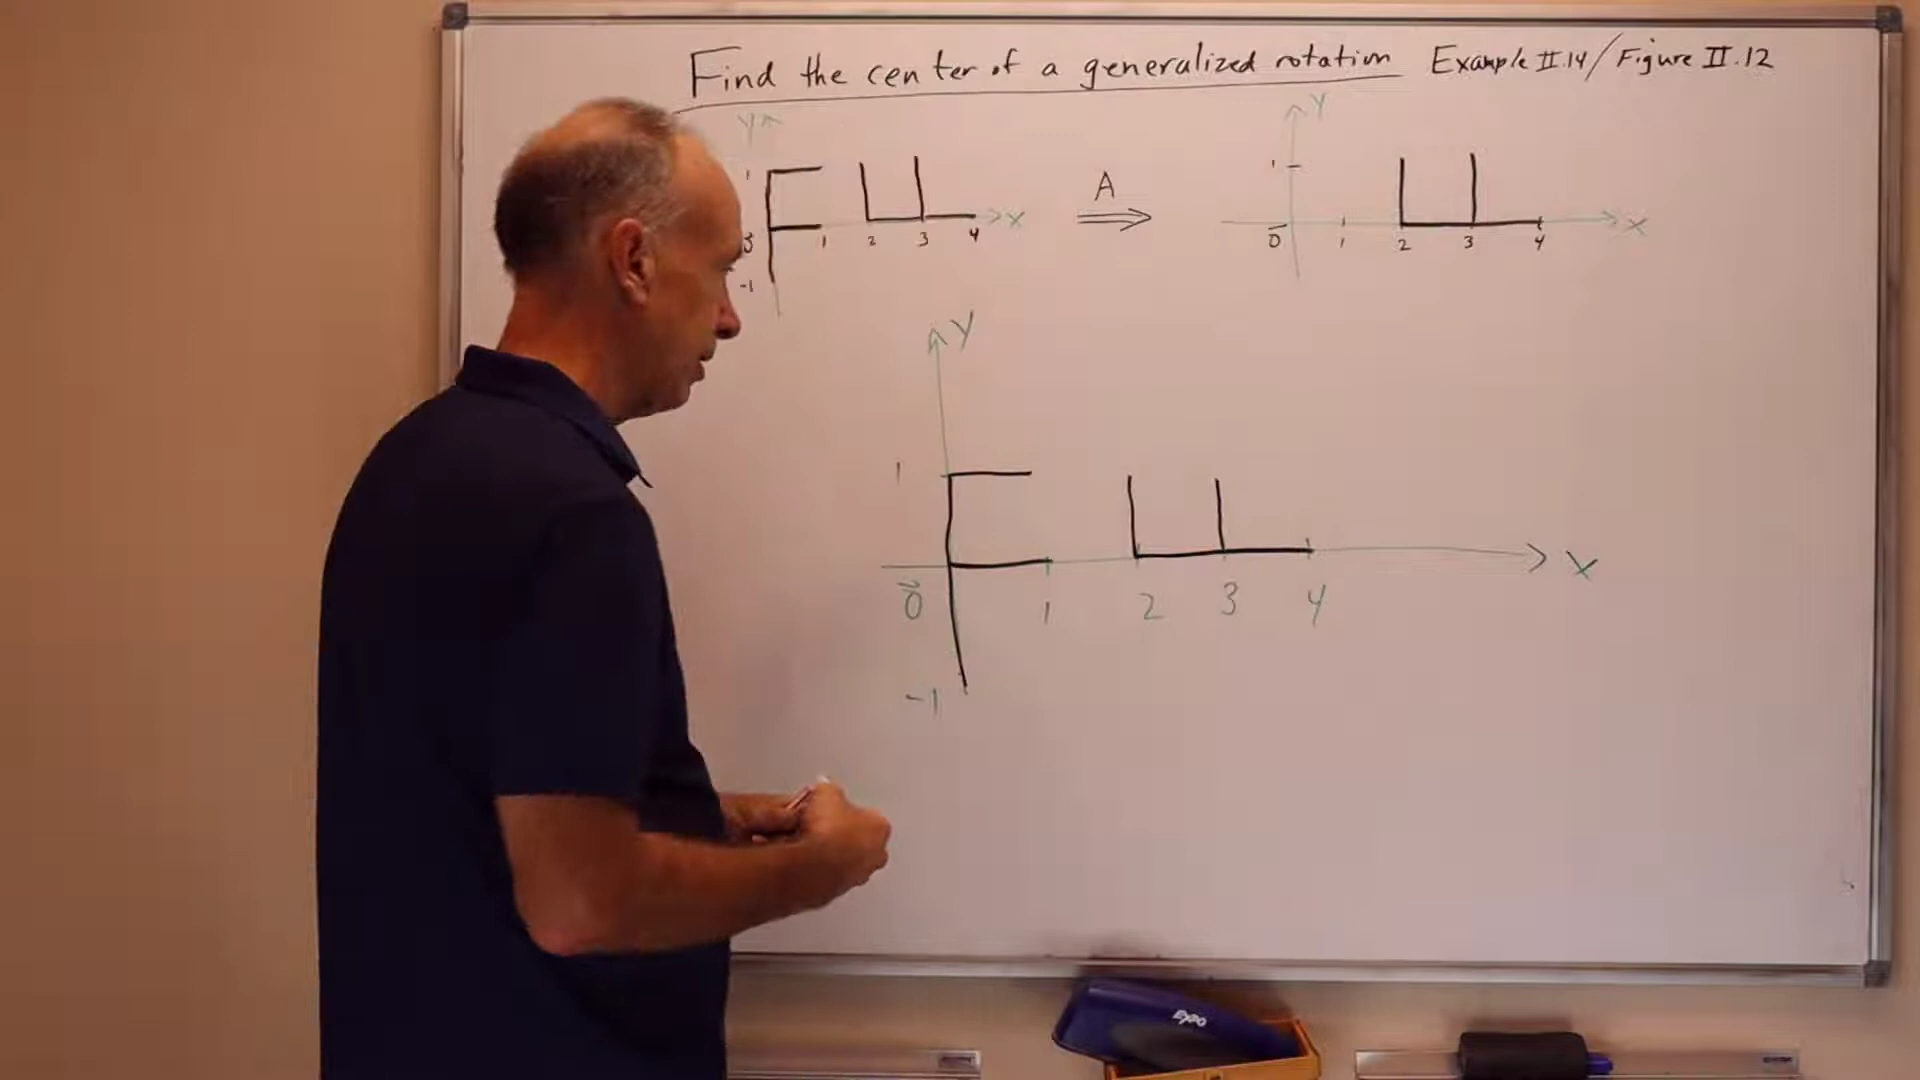 Find the center of a generalized rotation Example II.14/Figure II.12
Y
1
1 2 3 4 X
-1
A
Y
1
0 1 2 3 4 X
Y
1
0 1 2 3 4 X
-1
EXPO